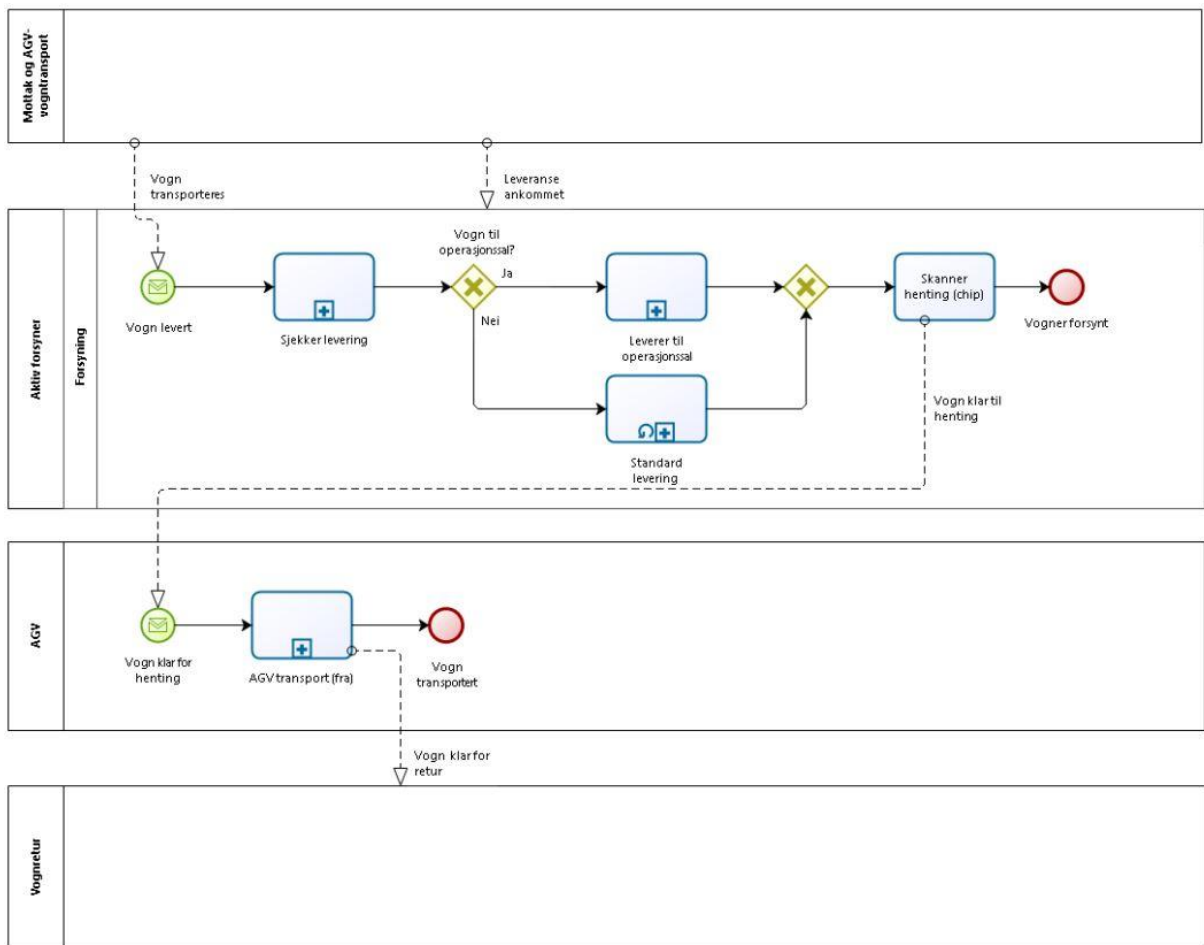 Mottak og AGV-
vogntransport
Vogn
transporteres
Leveranse
ankommet
Aktiv forsyner
Forsyning
Vogn levert
Sjekker levering
Vogn til
operasjonssal?
Ja
Nei
Leverer til
operasjonssal
Standard
levering
Skanner
henting (chip)
Vogner forsynt
Vogn klar til
henting
AGV
Vogn klar for
henting
AGV transport (fra)
Vogn
transportert
Vogn klar for
retur
Vognretur